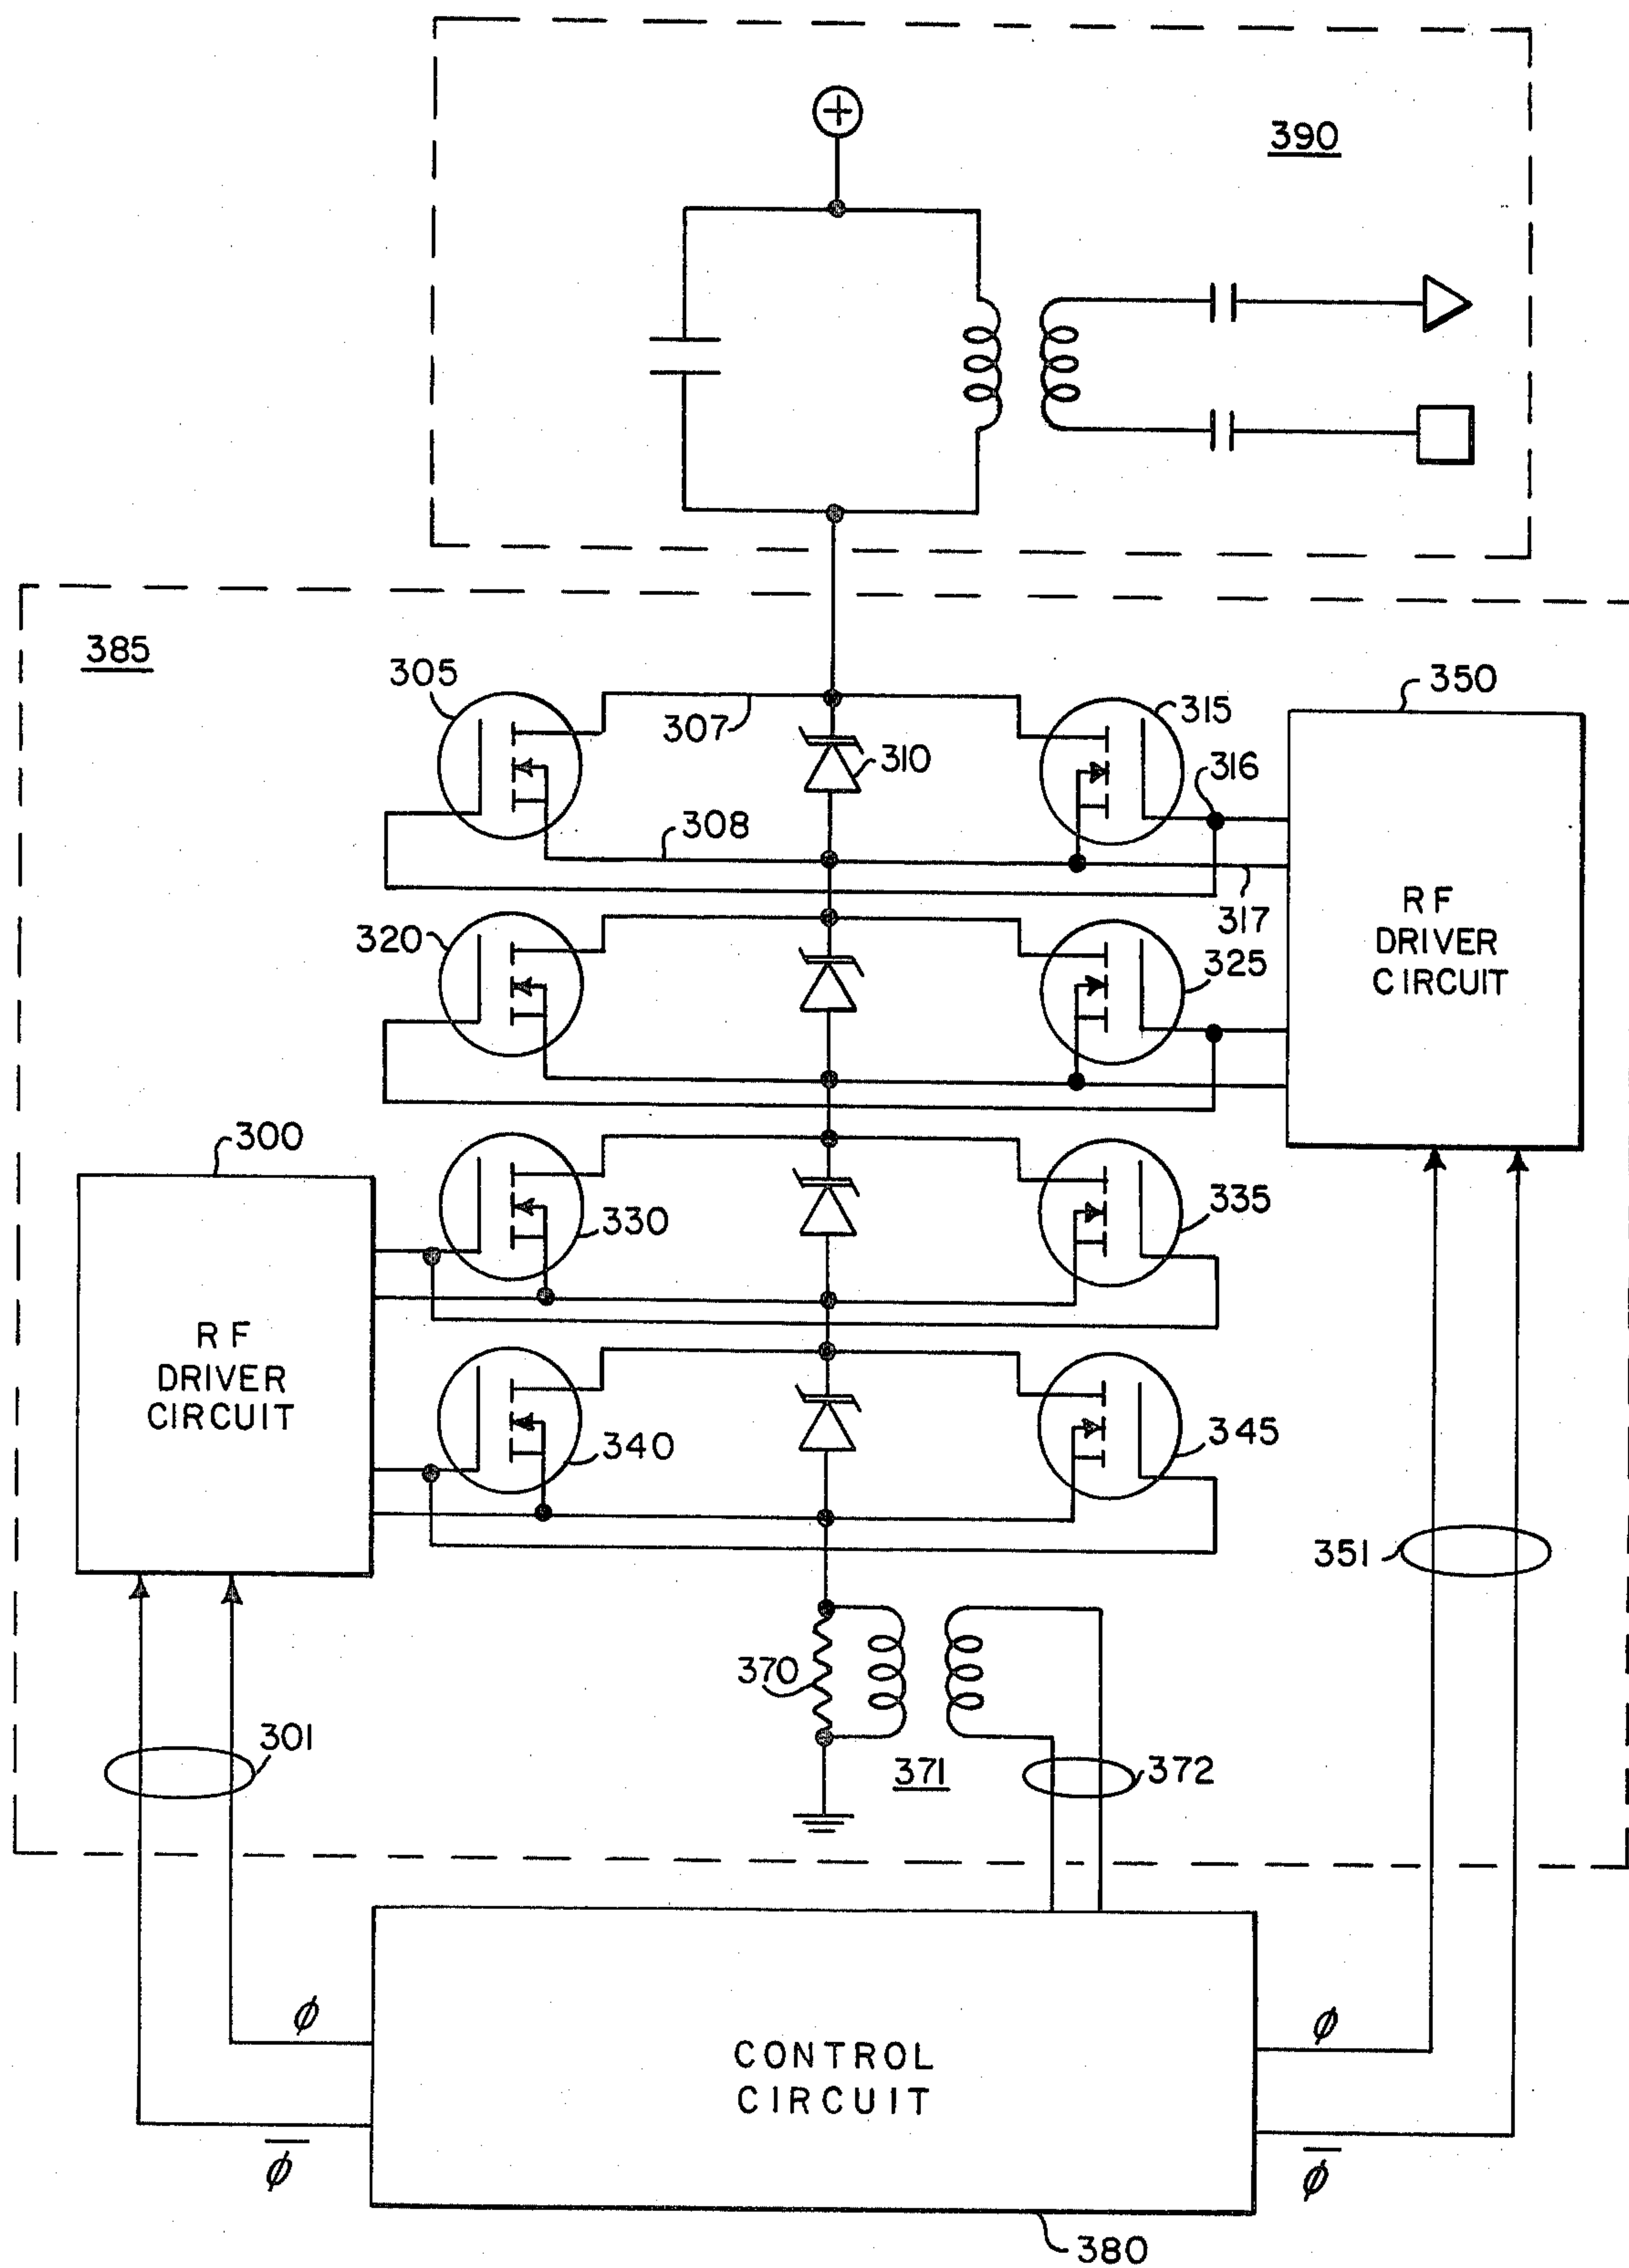 390
385
305
307
310
315
316
350
308
317
RF
DRIVER
CIRCUIT
320
325
300
330
335
RF
DRIVER
CIRCUIT
340
345
351
370
301
371
372
ϕ
ϕ
CONTROL
CIRCUIT
ϕ̅
ϕ̅
380